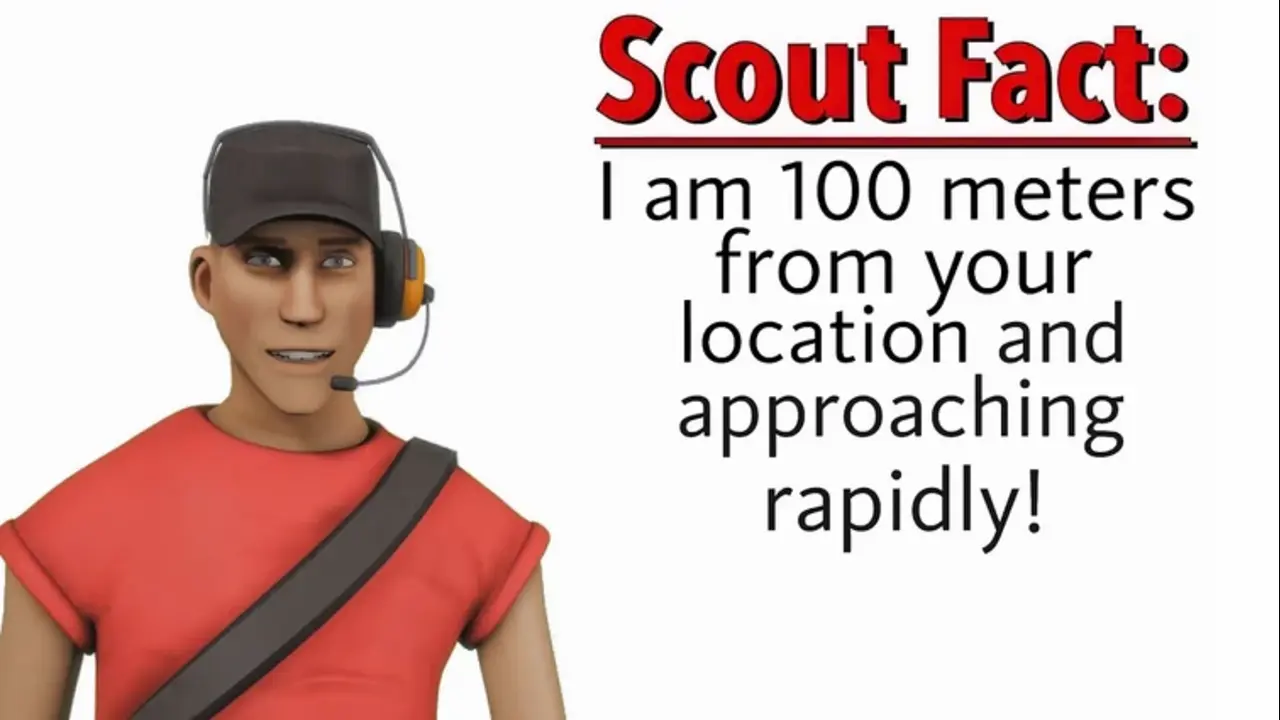 Scout Fact:
I am 100 meters
from your
location and
approaching
rapidly!